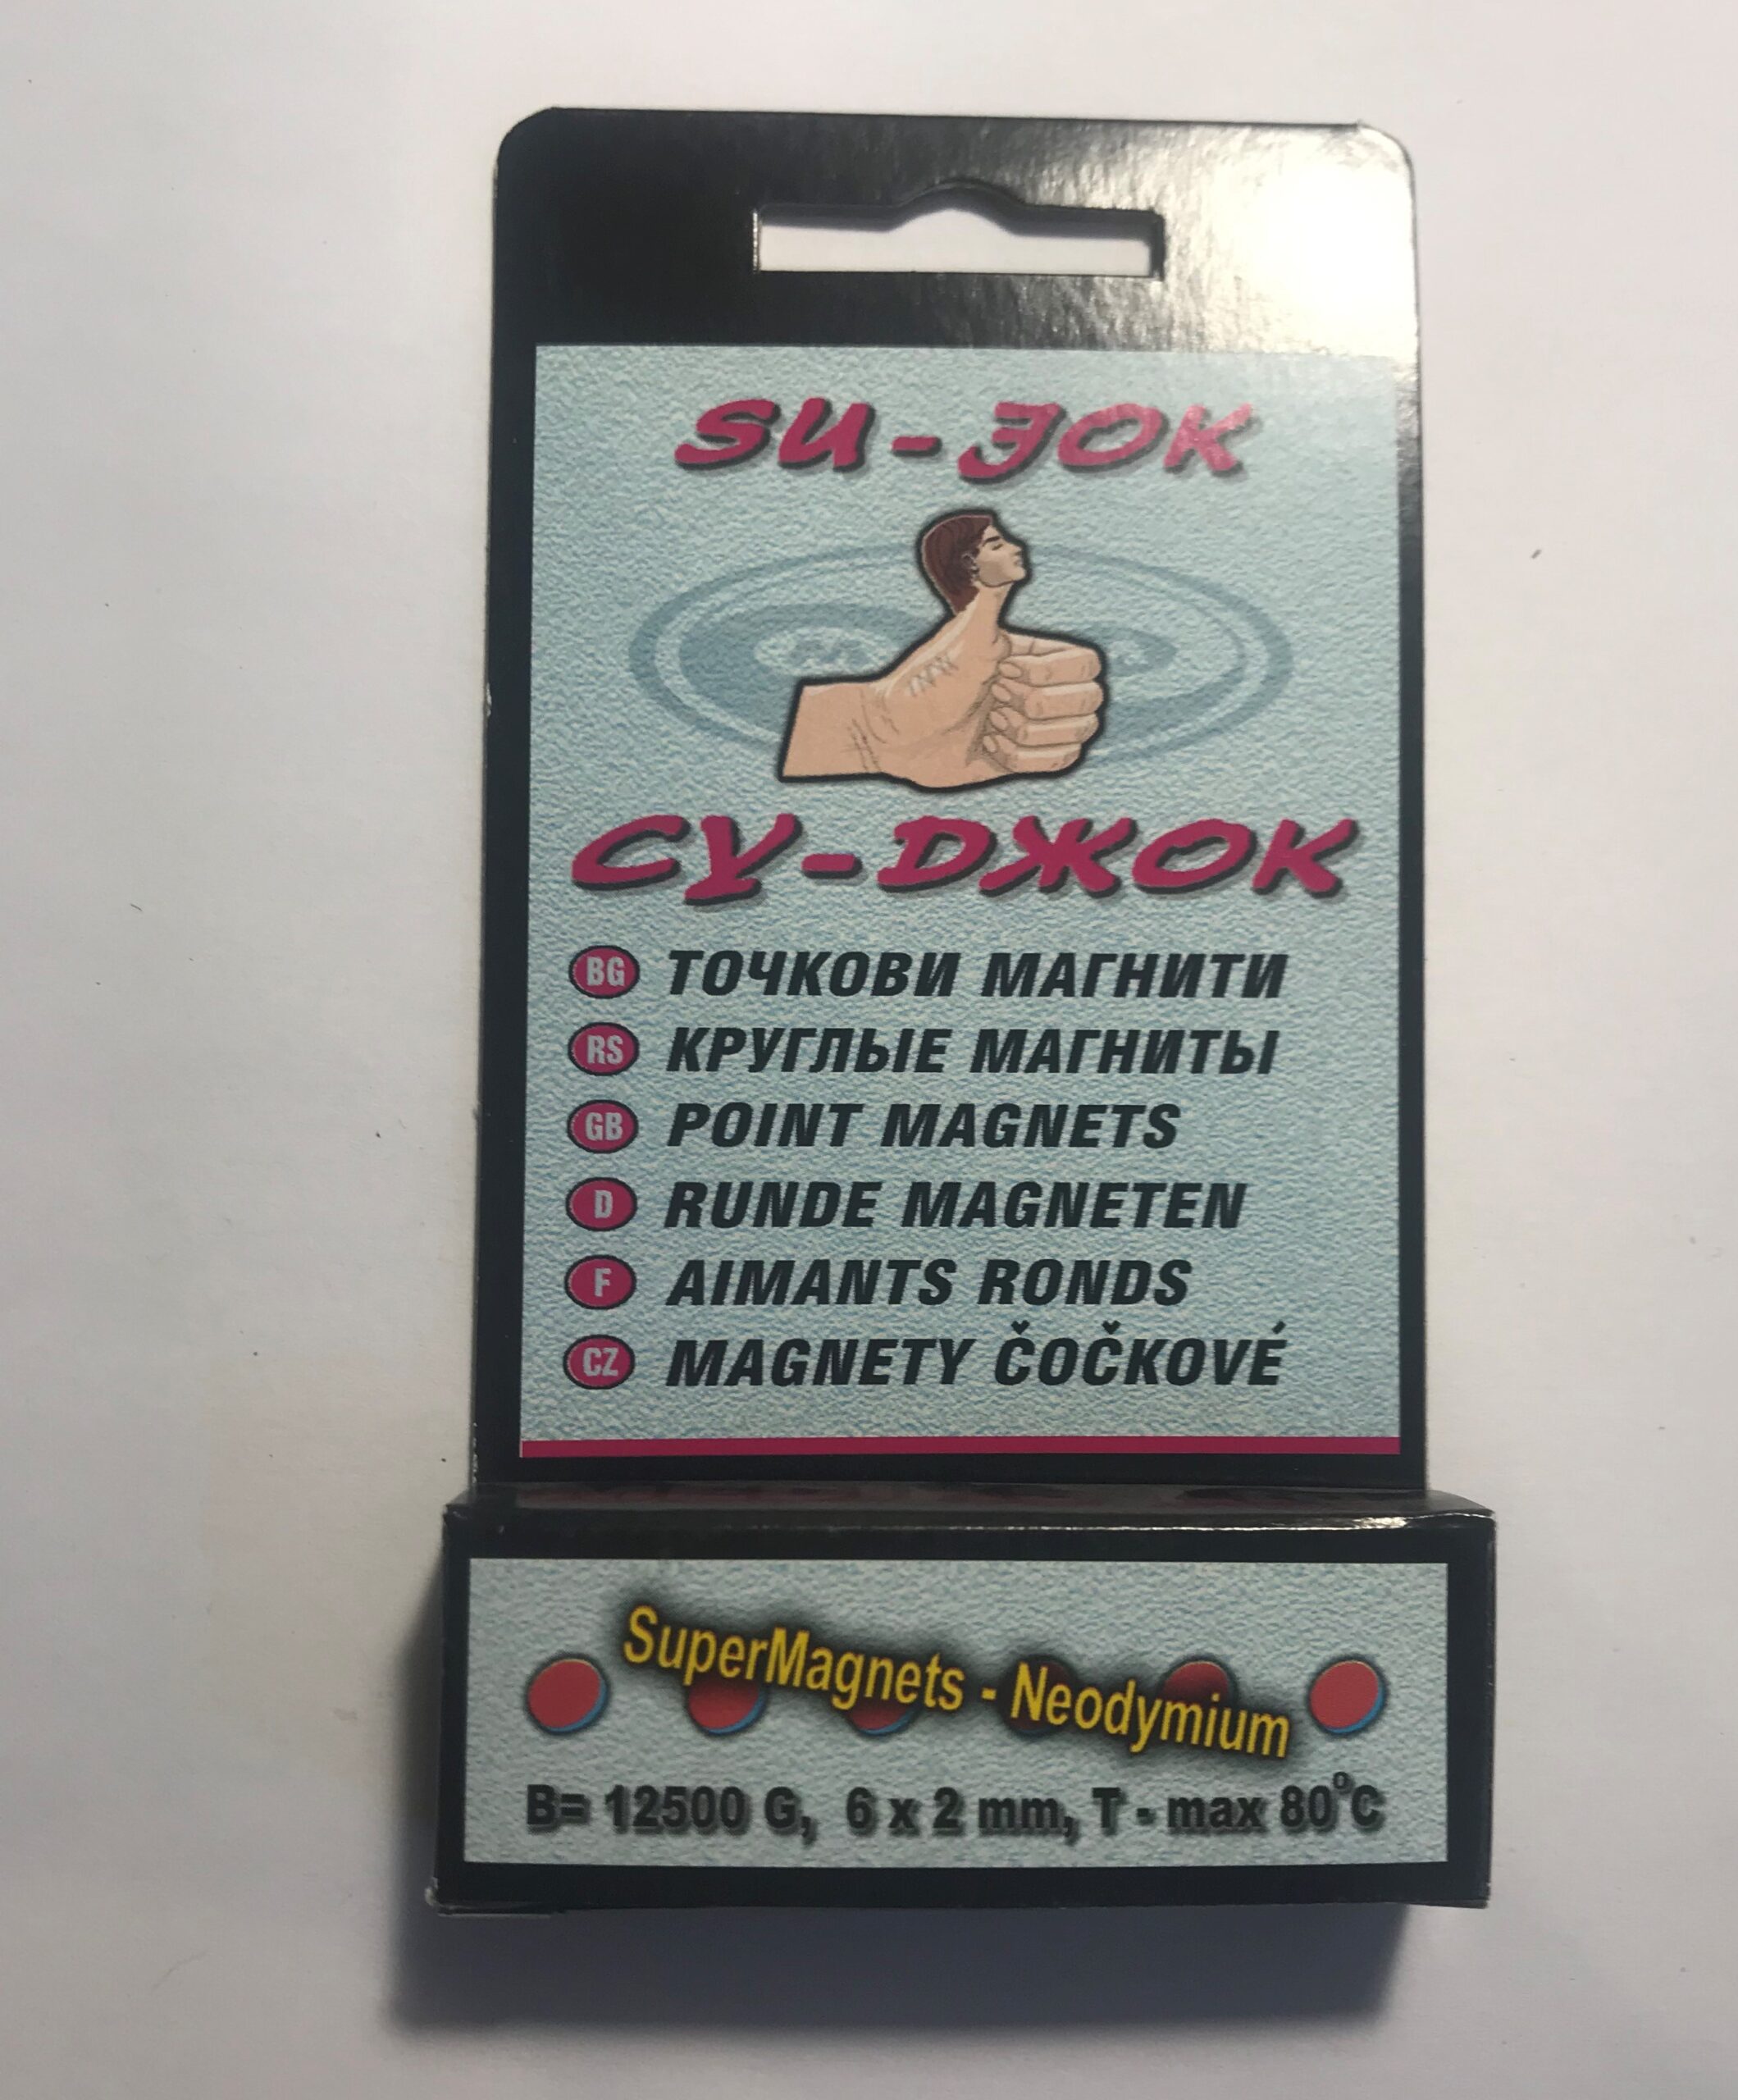 SU-JOK
СУ-ДЖОК
BG ТОЧКОВИ МАГНИТИ
RS КРУГЛЫЕ МАГНИТЫ
GB POINT MAGNETS
D RUNDE MAGNETEN
F AIMANTS RONDS
CZ MAGNETY ČOČKOVÉ
SuperMagnets - Neodymium
B= 12500 G, 6 x 2 mm, T - max 80°C